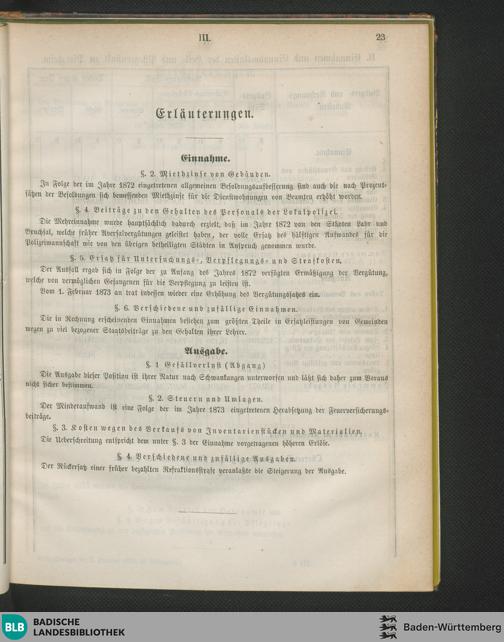 III.
23
Erläuterungen.
Einnahme.
§. 2. Miethzinse von Gebäuden.
In Folge der im Jahr 1872 eingetretenen allgemeinen Besoldungsaufbesserung sind auch die nach Prozent-
sätzen der Besoldungen sich bemessenden Miethzinse für die Dienstwohnungen von Beamten erhöht worden.
§. 4. Beiträge zu den Gehalten des Personals der Lokalpolizei.
Die Mehreinnahme wurde hauptsächlich dadurch erzielt, daß im Jahr 1872 von den Städten Lahr und
Bruchsal, welche früher Aversalvergütungen geleistet haben, der volle Ersatz des hälftigen Aufwandes für die
Polizeimannschaft wie von den übrigen betheiligten Städten in Anspruch genommen wurde.
§. 5. Ersatz für Untersuchungs-, Verpflegungs- und Strafkosten.
Der Ausfall ergab sich in Folge der zu Anfang des Jahres 1872 verfügten Ermäßigung der Vergütung,
welche von vermöglichen Gefangenen für die Verpflegung zu leisten ist.
Vom 1. Februar 1873 an trat indessen wieder eine Erhöhung des Vergütungssatzes ein.
§. 6. Verschiedene und zufällige Einnahmen.
Die in Rechnung erscheinenden Einnahmen bestehen zum größten Theile in Ersatzleistungen von Gemeinden
wegen zu viel bezogener Staatsbeiträge zu den Gehalten ihrer Lehrer.
Ausgabe.
§. 1 Gefällverlust (Abgang)
Die Ausgabe dieser Position ist ihrer Natur nach Schwankungen unterworfen und läßt sich daher zum Voraus
nicht sicher bestimmen.
§. 2. Steuern und Umlagen.
Der Minderaufwand ist eine Folge der im Jahre 1873 eingetretenen Herabsetzung der Feuerversicherungs-
beiträge.
§. 3. Kosten wegen des Verkaufs von Inventarienstücken und Materialien.
Die Ueberschreitung entspricht dem unter §. 3 der Einnahme vorgetragenen höheren Erlöse.
§. 4. Verschiedene und zufällige Ausgaben.
Der Rückersatz einer früher bezahlten Refraktionsstrafe veranlaßte die Steigerung der Ausgabe.
BLB
BADISCHE
LANDESBIBLIOTHEK
Baden-Württemberg